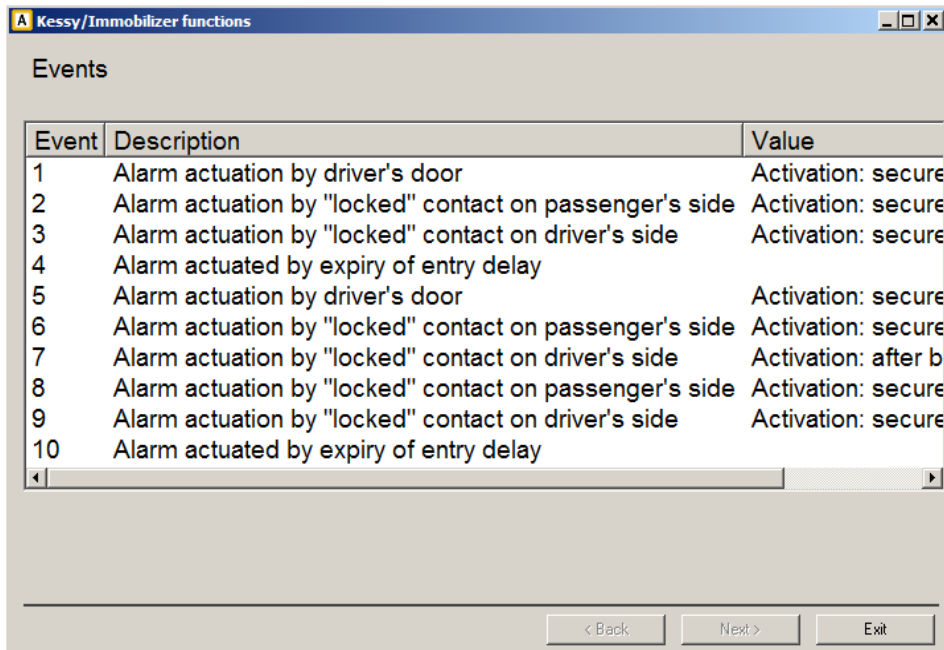 A Kessy/Immobilizer functions
Events
Event Description Value
1 Alarm actuation by driver's door Activation: secure
2 Alarm actuation by "locked" contact on passenger's side Activation: secure
3 Alarm actuation by "locked" contact on driver's side Activation: secure
4 Alarm actuated by expiry of entry delay
5 Alarm actuation by driver's door Activation: secure
6 Alarm actuation by "locked" contact on passenger's side Activation: secure
7 Alarm actuation by "locked" contact on driver's side Activation: after b
8 Alarm actuation by "locked" contact on passenger's side Activation: secure
9 Alarm actuation by "locked" contact on driver's side Activation: secure
10 Alarm actuated by expiry of entry delay
< Back Next > Exit